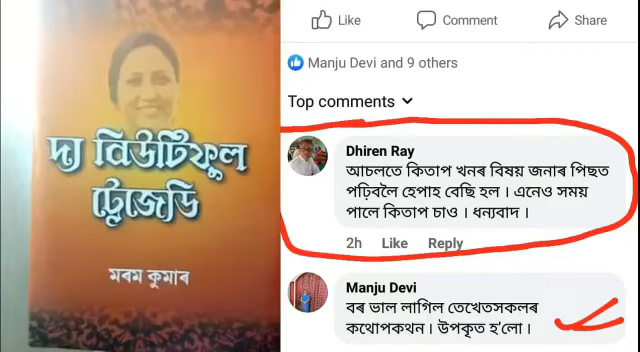 দ্য বিউটিফুল
ট্ৰেজেডি
মৰম কুমাৰ
Like Comment Share
Manju Devi and 9 others
Top comments
Dhiren Ray
আচলতে কিতাপ খনৰ বিষয় জনাৰ পিছত
পঢ়িবলৈ হেপাহ বেছি হল । এনেও সময়
পালে কিতাপ চাওঁ । ধন্যবাদ ।
2h Like Reply
Manju Devi
বৰ ভাল লাগিল তেখেতসকলৰ
কথোপকথন । উপকৃত হ'লো ।